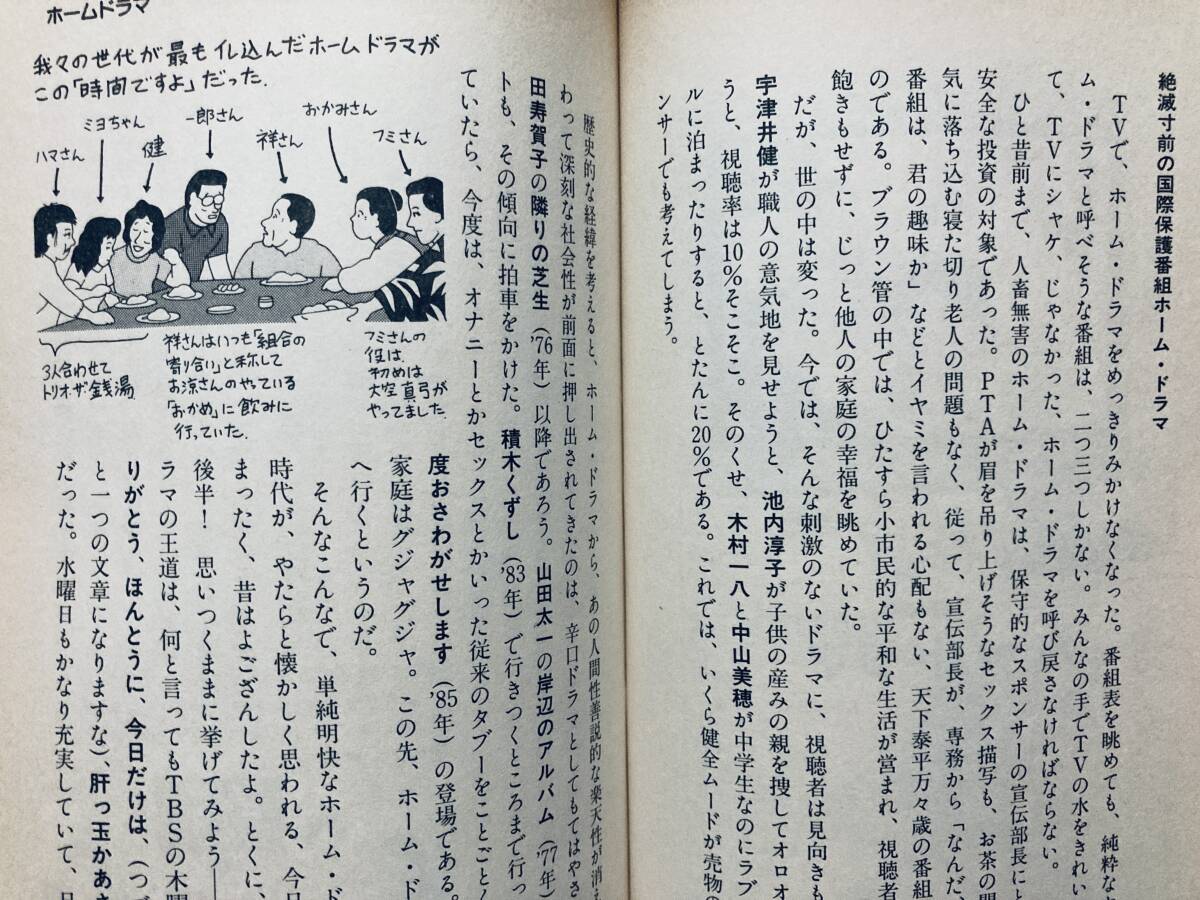 絶滅寸前の国際保護番組ホーム・ドラマ
TVで、ホーム・ドラマをめっきりみかけなくなった。番組表を眺めても、純粋なホー
ム・ドラマと呼べそうな番組は、二つ三つしかない。みんなの手でTVの水をきれい
て、TVにシャケ、じゃなかった、ホーム・ドラマを呼び戻さなければならない。
ひと昔前まで、人畜無害のホーム・ドラマは、保守的なスポンサーの宣伝部長にと
安全な投資の対象であった。PTAが眉を吊り上げそうなセックス描写も、お茶の間
気に落ち込む寝た切り老人の問題もなく、従って、宣伝部長が、専務から「なんだ、
番組は、君の趣味か」などとイヤミを言われる心配もない、天下泰平万々歳の番組
のである。ブラウン管の中では、ひたすら小市民的な平和な生活が営まれ、視聴者
飽きもせずに、じっと他人の家庭の幸福を眺めていた。
だが、世の中は変った。今では、そんな刺激のないドラマに、視聴者は見向きも
宇津井健が職人の意気地を見せようと、池内淳子が子供の産みの親を捜してオロオ
うと、視聴率は10%そこそこ。そのくせ、木村一八と中山美穂が中学生なのにラブ
ルに泊まったりすると、とたんに20%である。これでは、いくら健全ムードが売物の
ンサーでも考えてしまう。
ホームドラマ
我々の世代が最もイレ込んだホームドラマが
この「時間ですよ」だった.
ハマさん
ミヨちゃん
健
一郎さん
祥さん
おかみさん
フミさん
3人合わせて
トリオ・ザ・銭湯
祥さんはいつも「組合の
寄り合い」と称して
お涼さんのやっている
「おかめ」に飲みに
行っていた.
フミさんの
役は、
初めは
大空真弓が
やってました.
歴史的な経緯を考えると、ホーム・ドラマから、あの人間性善説的な楽天性が消え
わって深刻な社会性が前面に押し出されてきたのは、辛口ドラマとしてもてはやさ
田寿賀子の隣りの芝生('76年)以降であろう。山田太一の岸辺のアルバム('77年)
トも、その傾向に拍車をかけた。積木くずし('83年)で行きつくところまで行っ
ていたら、今度は、オナニーとかセックスとかいった従来のタブーをことごとく
度おさわがせします('85年)の登場である。
家庭はグジャグジャ。この先、ホーム・ド
へ行くというのだ。
そんなこんなで、単純明快なホーム・ド
時代が、やたらと懐かしく思われる、今日
まったく、昔はよござんしたよ。とくに、
後半! 思いつくままに挙げてみよう――
ラマの王道は、何と言ってもTBSの木曜
りがとう、ほんとうに、今日だけは、(つづ
と一つの文章になりますな)、肝っ玉かあさ
だった。水曜日もかなり充実していて、日